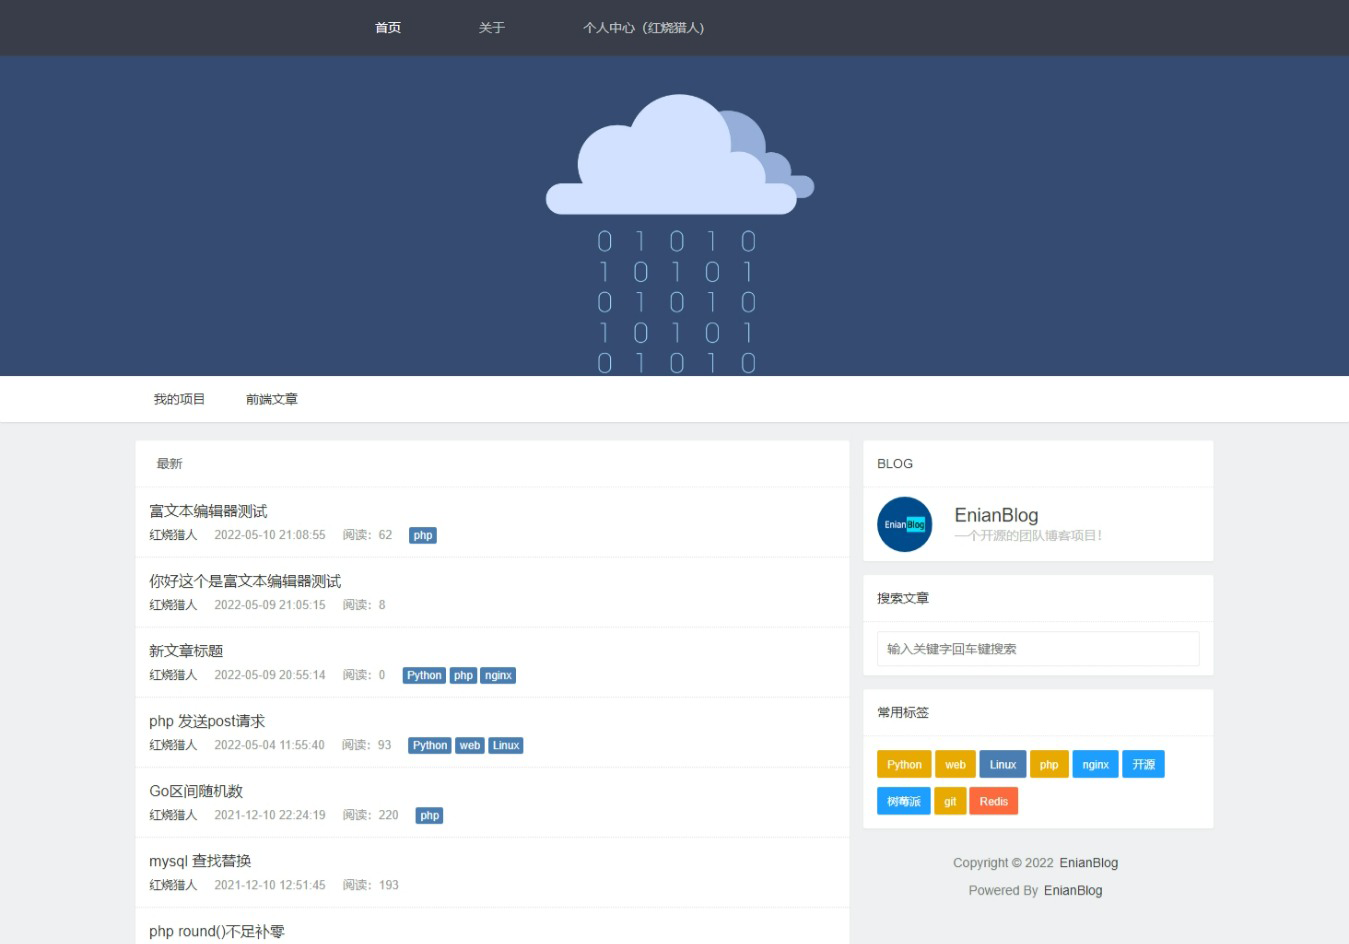 首页 关于 个人中心（红烧猎人）
0 1 0 1 0
1 0 1 0 1
0 1 0 1 0
1 0 1 0 1
0 1 0 1 0
我的项目 前端文章
最新
富文本编辑器测试
红烧猎人 2022-05-10 21:08:55 阅读：62 php
你好这个是富文本编辑器测试
红烧猎人 2022-05-09 21:05:15 阅读：8
新文章标题
红烧猎人 2022-05-09 20:55:14 阅读：0 Python php nginx
php 发送post请求
红烧猎人 2022-05-04 11:55:40 阅读：93 Python web Linux
Go区间随机数
红烧猎人 2021-12-10 22:24:19 阅读：220 php
mysql 查找替换
红烧猎人 2021-12-10 12:51:45 阅读：193
php round()不足补零
BLOG
EnianBlog
EnianBlog
一个开源的团队博客项目！
搜索文章
输入关键字回车键搜索
常用标签
Python web Linux php nginx 开源
树莓派 git Redis
Copyright © 2022 EnianBlog
Powered By EnianBlog